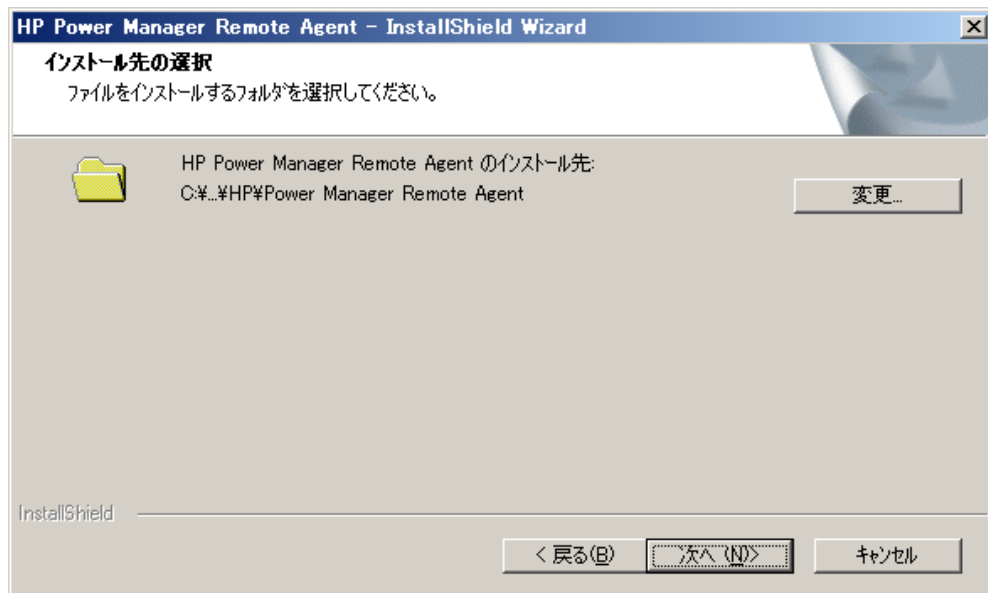 HP Power Manager Remote Agent - InstallShield Wizard
インストール先の選択
ファイルをインストールするフォルダを選択してください。
HP Power Manager Remote Agent のインストール先:
C:¥...¥HP¥Power Manager Remote Agent
変更...
InstallShield
< 戻る(B)
次へ (N)>
キャンセル